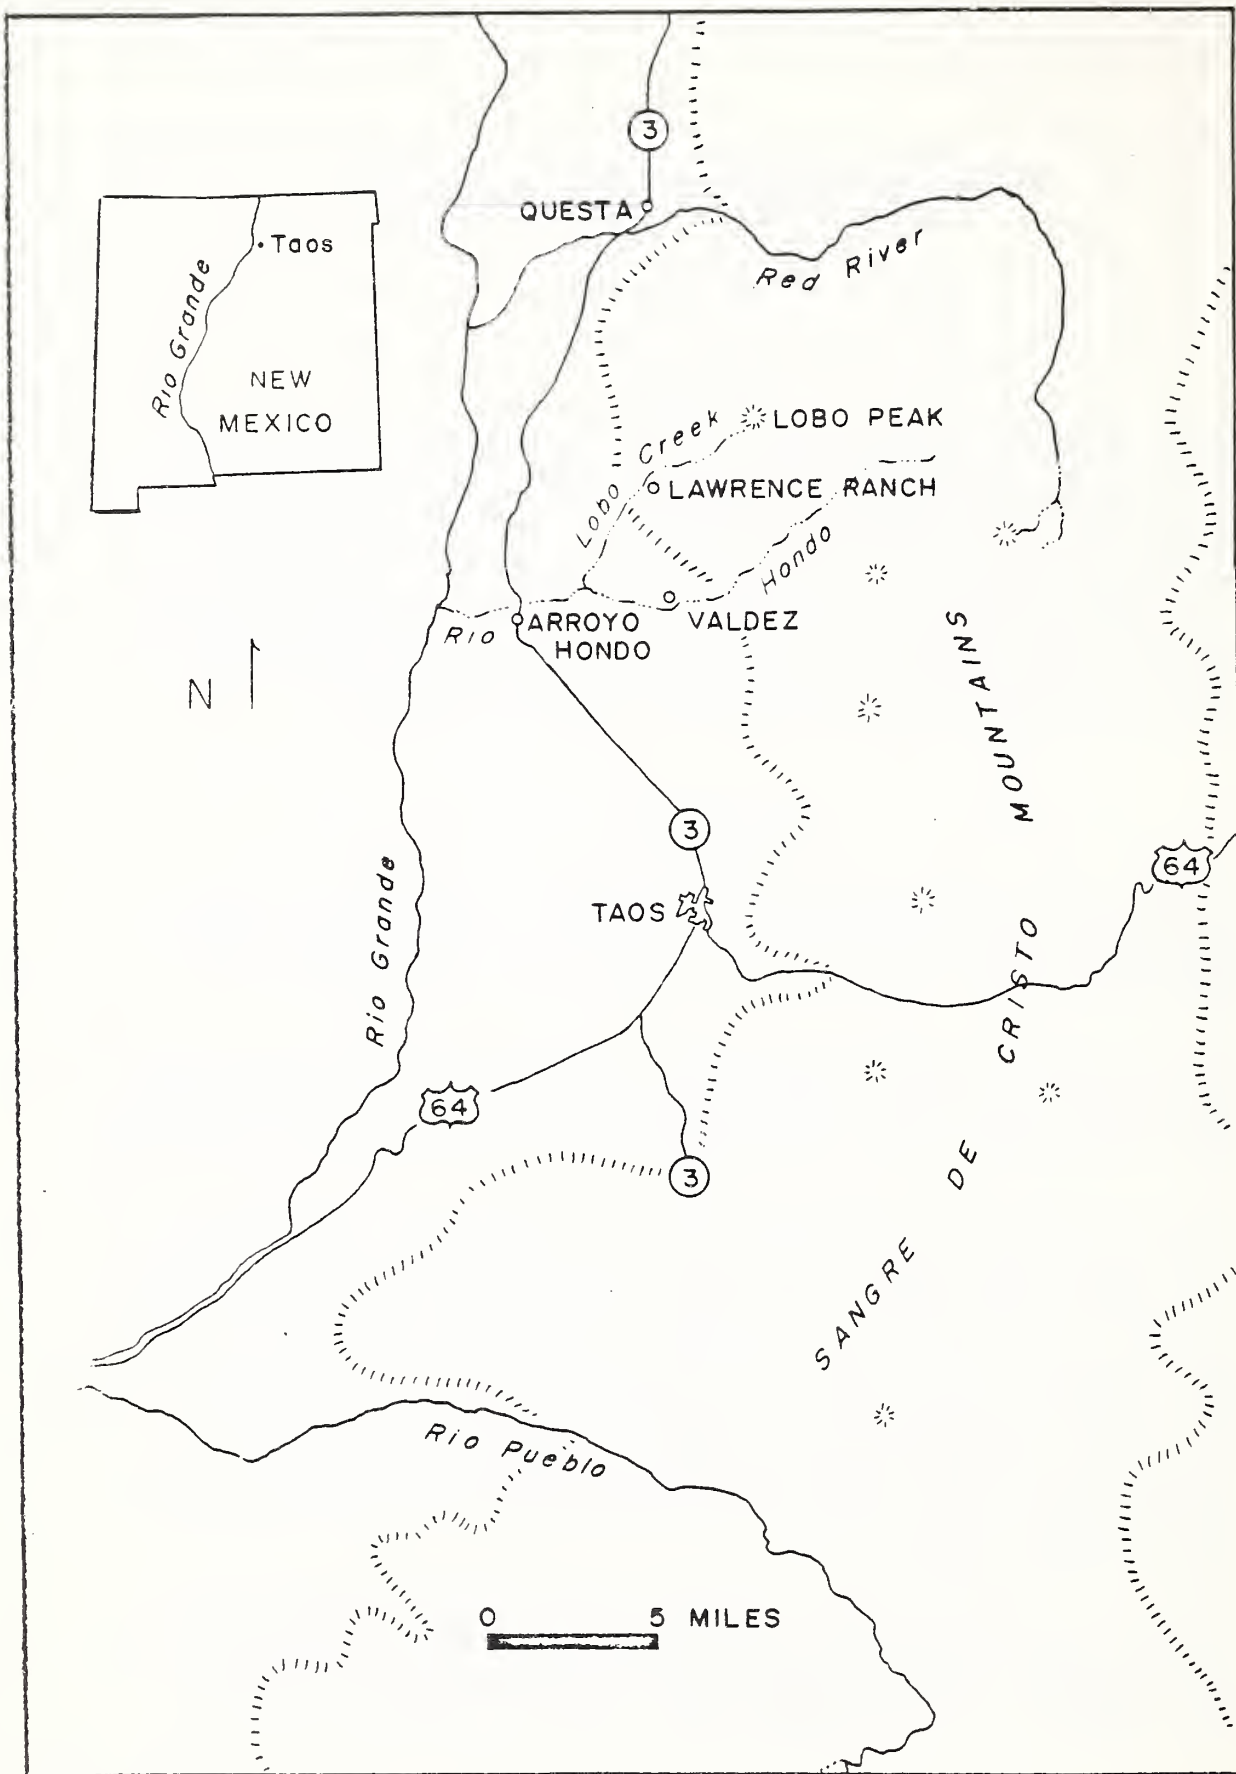 3
QUESTA
Red River
Taos
Rio Grande
NEW
MEXICO
Lobo Creek
LOBO PEAK
LAWRENCE RANCH
Rio Hondo
ARROYO
HONDO
VALDEZ
N
3
64
TAOS
Rio Grande
64
3
SANGRE DE CRISTO MOUNTAINS
Rio Pueblo
0 5 MILES